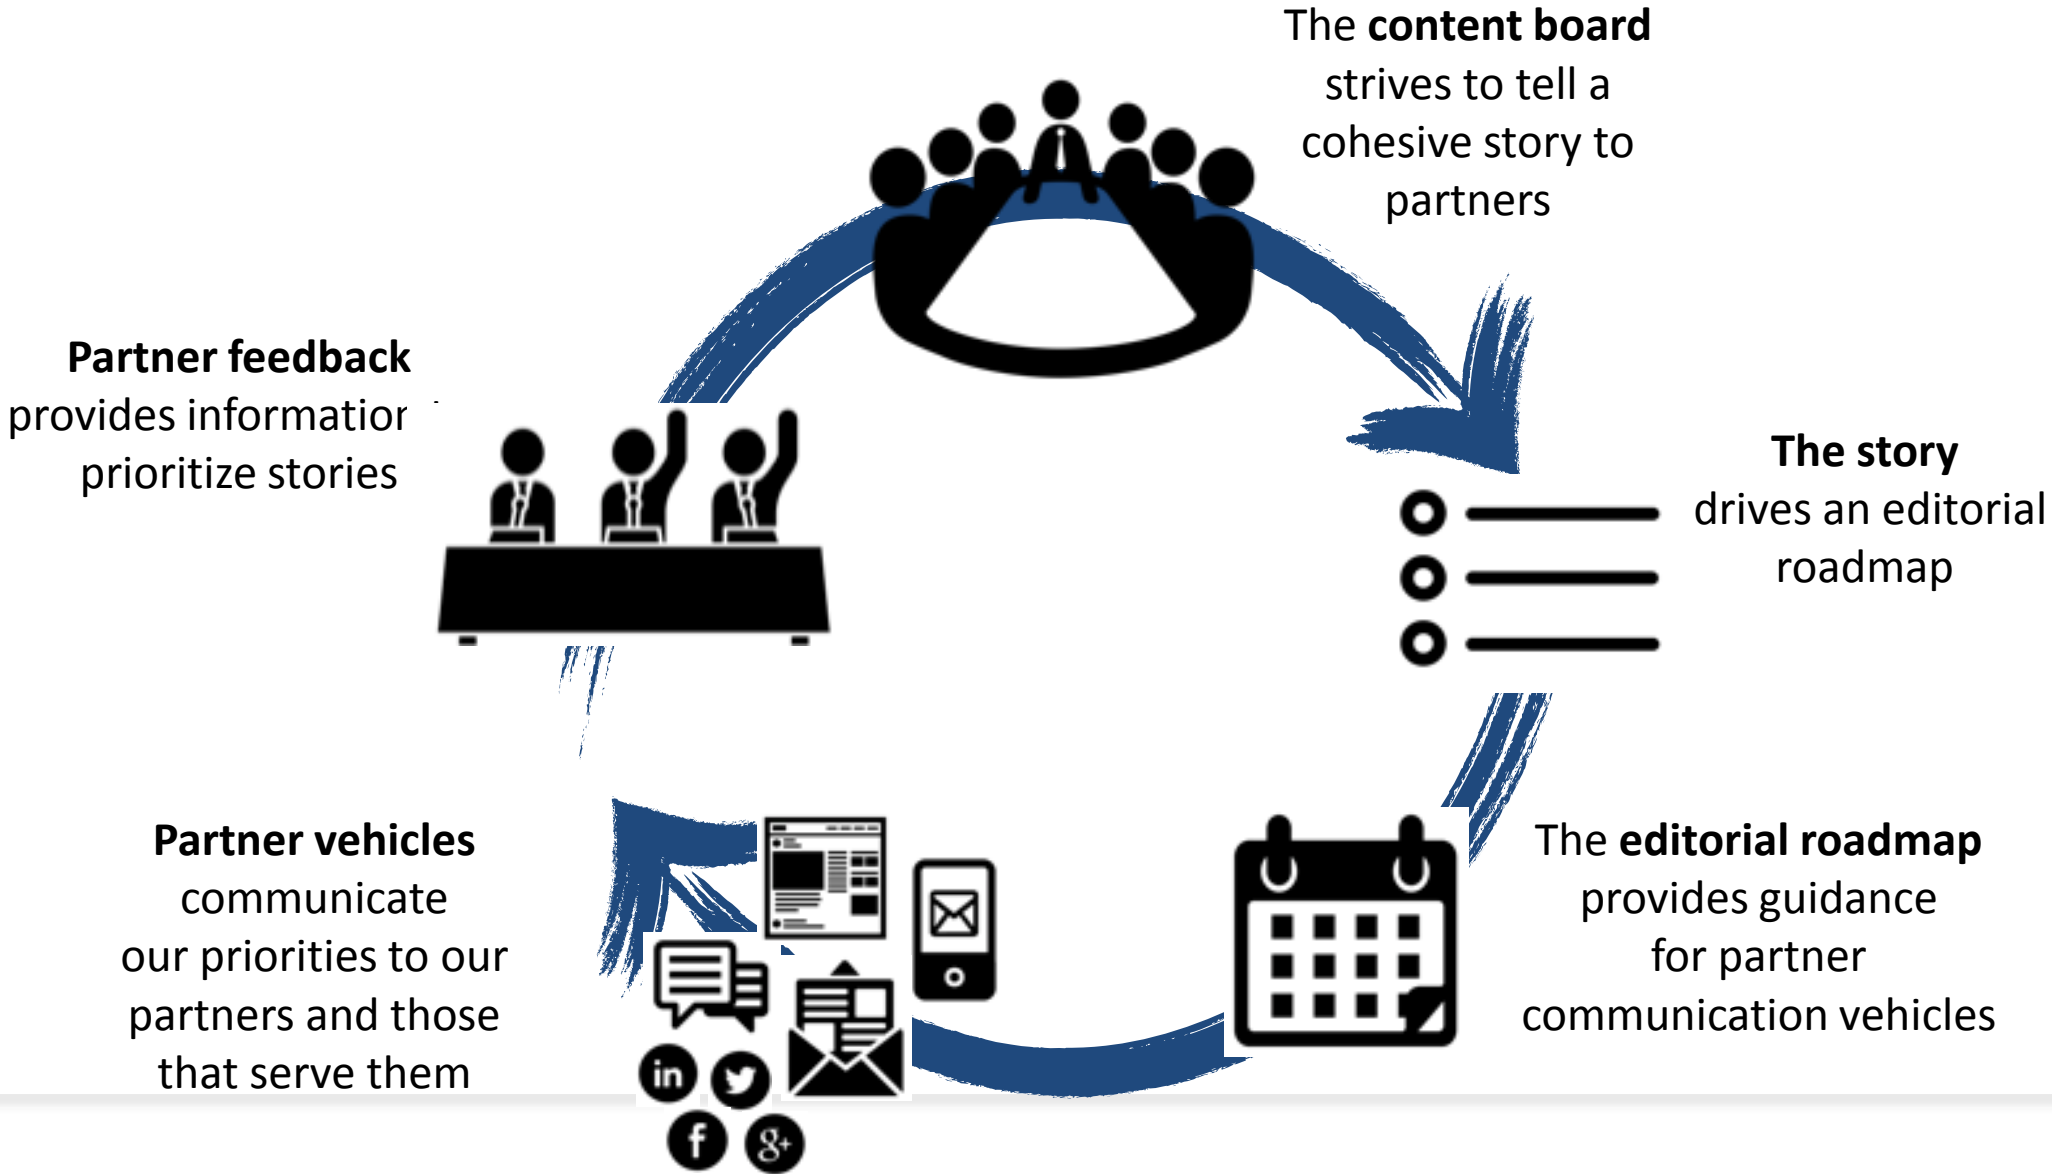 The content board
strives to tell a
cohesive story to
partners
The story
drives an editorial
roadmap
The editorial roadmap
provides guidance
for partner
communication vehicles
Partner vehicles
communicate
our priorities to our
partners and those
that serve them
in
f
g+
Partner feedback
provides information
prioritize stories